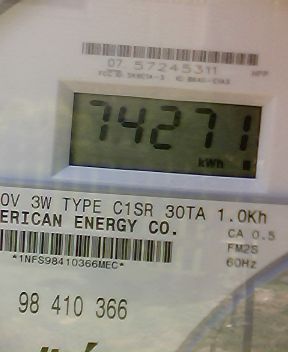 07 57245311
74271
kWh
0V 3W TYPE C1SR 30TA 1.0Kh
ERICAN ENERGY CO.
CA 0.5
FM2S
60Hz
*1NFS98410366MEC*
98 410 366